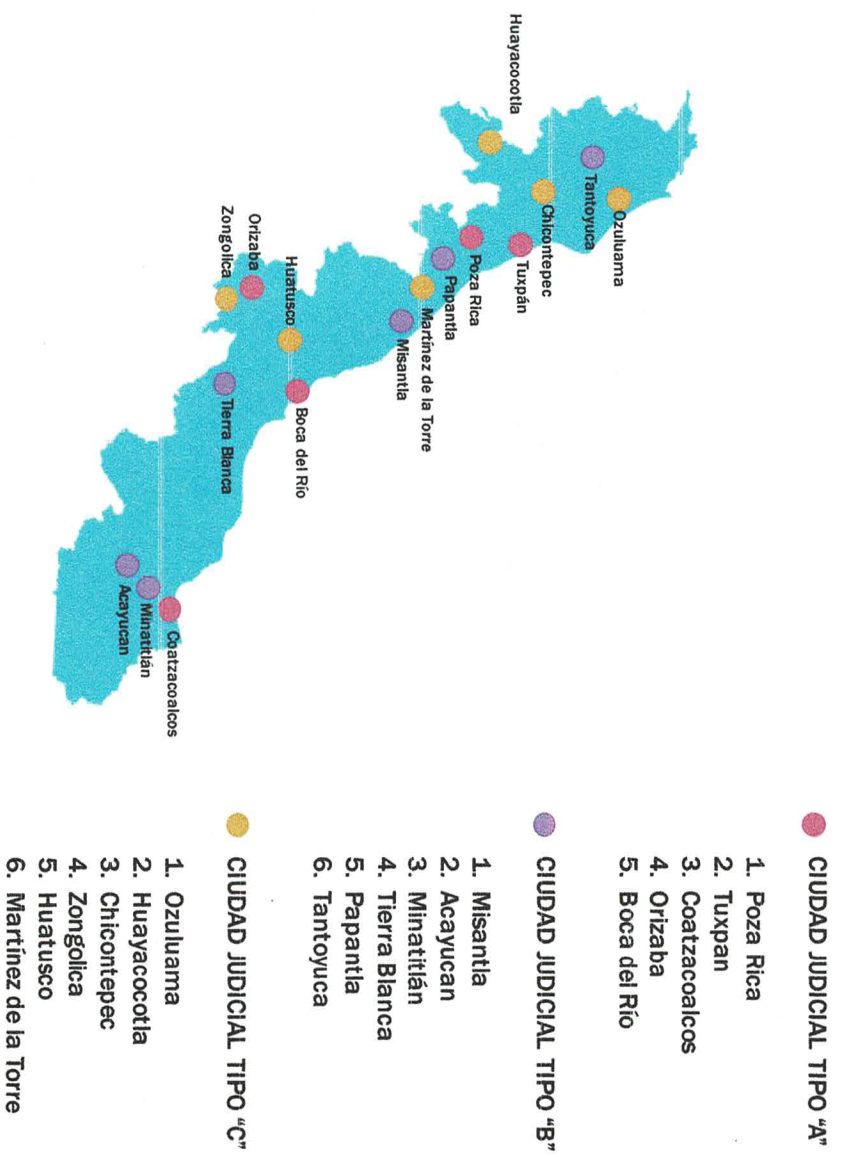 Huayacocotla
Ozuluama
Tantoyuca
Chicontepec
Tuxpán
Poza Rica
Papantla
Martínez de la Torre
Misantla
Huatusco
Boca del Río
Orizaba
Zongolica
Tierra Blanca
Coatzacoalcos
Minatitlán
Acayucan
CIUDAD JUDICIAL TIPO “A”
1. Poza Rica
2. Tuxpan
3. Coatzacoalcos
4. Orizaba
5. Boca del Río
CIUDAD JUDICIAL TIPO “B”
1. Misantla
2. Acayucan
3. Minatitlán
4. Tierra Blanca
5. Papantla
6. Tantoyuca
CIUDAD JUDICIAL TIPO “C”
1. Ozuluama
2. Huayacocotla
3. Chicontepec
4. Zongolica
5. Huatusco
6. Martínez de la Torre